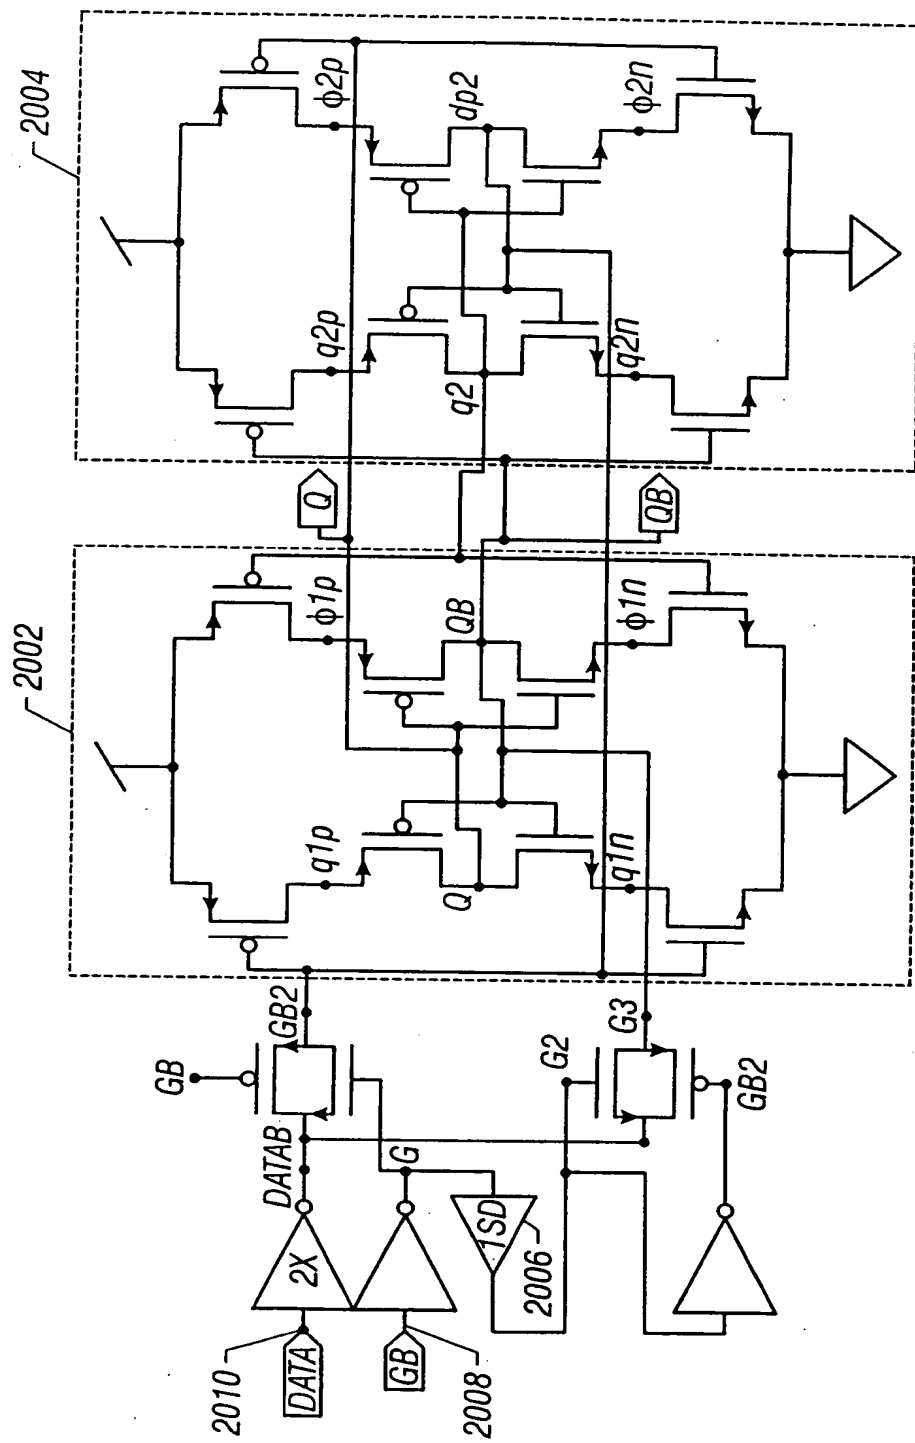 2002
2004
q1p
ϕ1p
q2p
ϕ2p
Q
Q
QB
q2
dp2
q1n
ϕ1n
QB
q2n
ϕ2n
GB
DATAB
GB2
2010
DATA
2X
G
GB
2008
1SD
2006
G2
G3
GB2